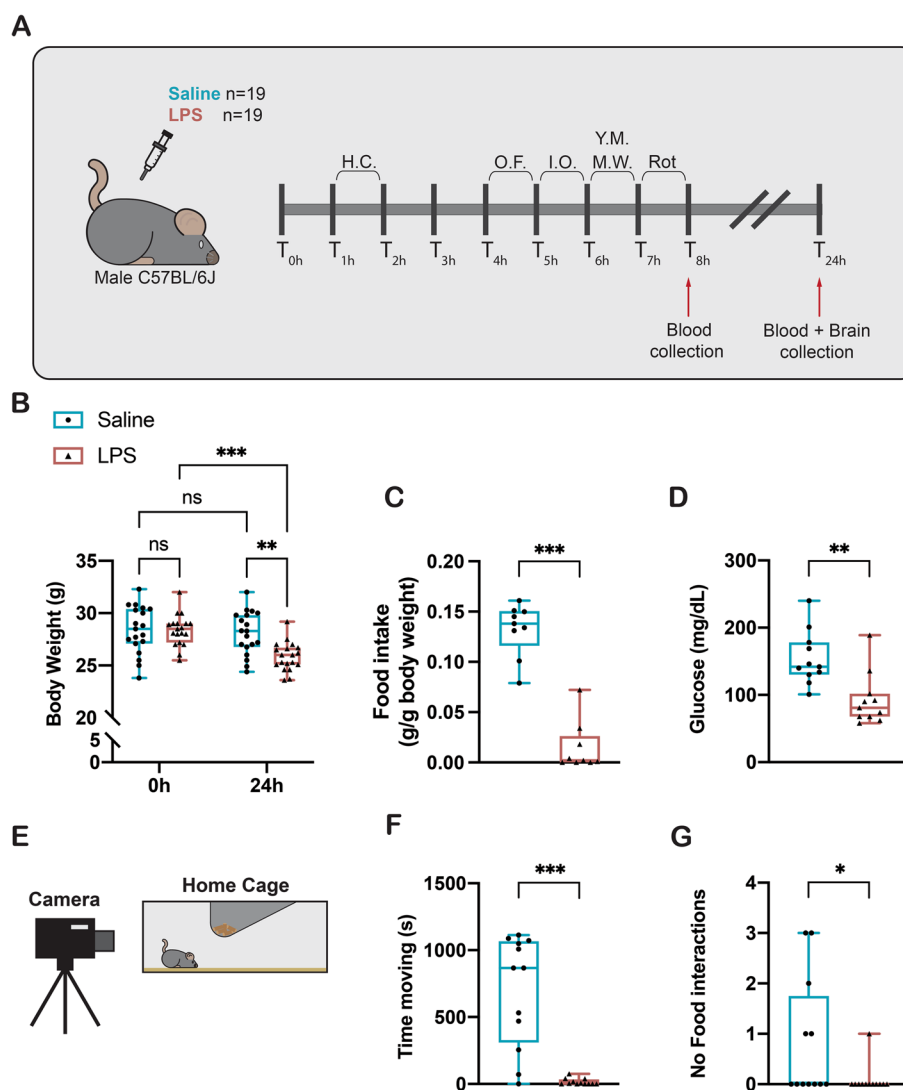 A
Saline n=19
LPS n=19
Male C57BL/6J
H.C.
O.F.
I.O.
Y.M.
M.W.
Rot
T0h
T1h
T2h
T3h
T4h
T5h
T6h
T7h
T8h
T24h
Blood
collection
Blood + Brain
collection
B
Saline
LPS
***
ns
ns
**
Body Weight (g)
35
30
25
20
5
0
0h
24h
C
***
Food intake
(g/g body weight)
0.20
0.15
0.10
0.05
0.00
D
**
Glucose (mg/dL)
300
200
100
0
E
Camera
Home Cage
F
***
Time moving (s)
1500
1000
500
0
G
*
No Food interactions
4
3
2
1
0